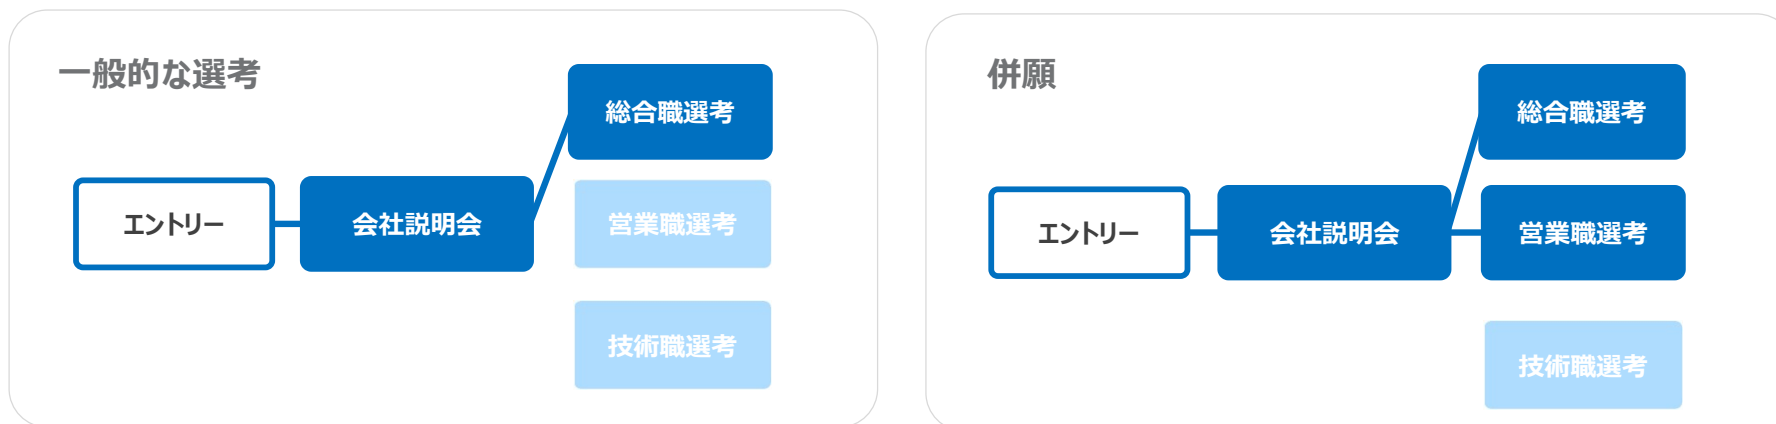 一般的な選考
総合職選考
エントリー
会社説明会
営業職選考
技術職選考
併願
総合職選考
エントリー
会社説明会
営業職選考
技術職選考